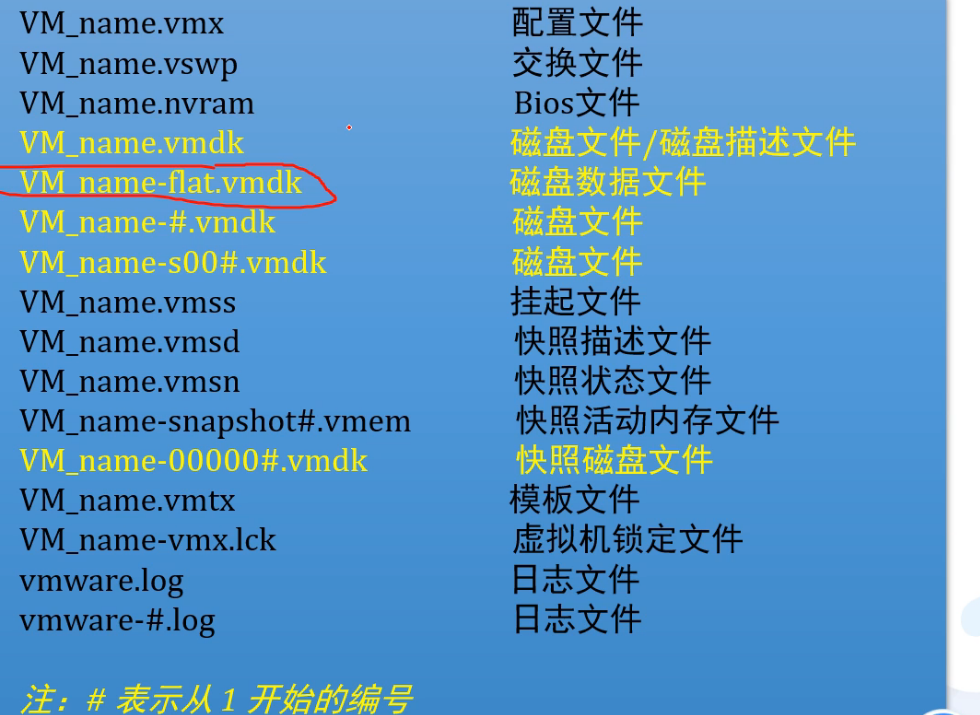 VM_name.vmx 配置文件
VM_name.vswp 交换文件
VM_name.nvram Bios文件
VM_name.vmdk 磁盘文件/磁盘描述文件
VM_name-flat.vmdk 磁盘数据文件
VM_name-#.vmdk 磁盘文件
VM_name-s00#.vmdk 磁盘文件
VM_name.vmss 挂起文件
VM_name.vmsd 快照描述文件
VM_name.vmsn 快照状态文件
VM_name-snapshot#.vmem 快照活动内存文件
VM_name-00000#.vmdk 快照磁盘文件
VM_name.vmtx 模板文件
VM_name-vmx.lck 虚拟机锁定文件
vmware.log 日志文件
vmware-#.log 日志文件
注：# 表示从 1 开始的编号